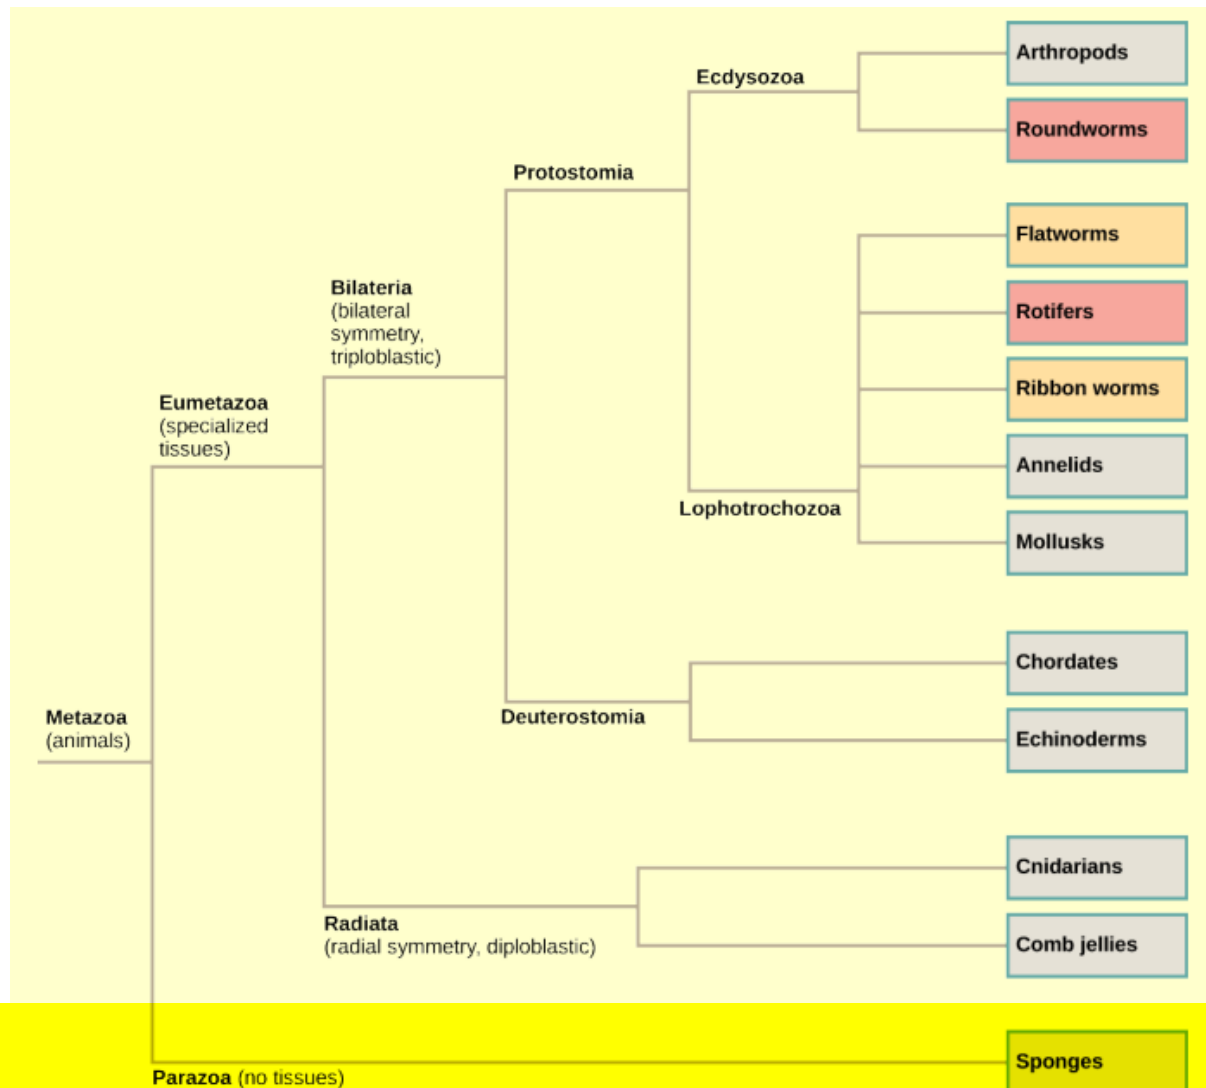 Arthropods
Ecdysozoa
Roundworms
Protostomia
Flatworms
Bilateria
(bilateral
symmetry,
triploblastic)
Rotifers
Ribbon worms
Eumetazoa
(specialized
tissues)
Annelids
Lophotrochozoa
Mollusks
Chordates
Deuterostomia
Metazoa
(animals)
Echinoderms
Cnidarians
Radiata
(radial symmetry, diploblastic)
Comb jellies
Sponges
Parazoa (no tissues)